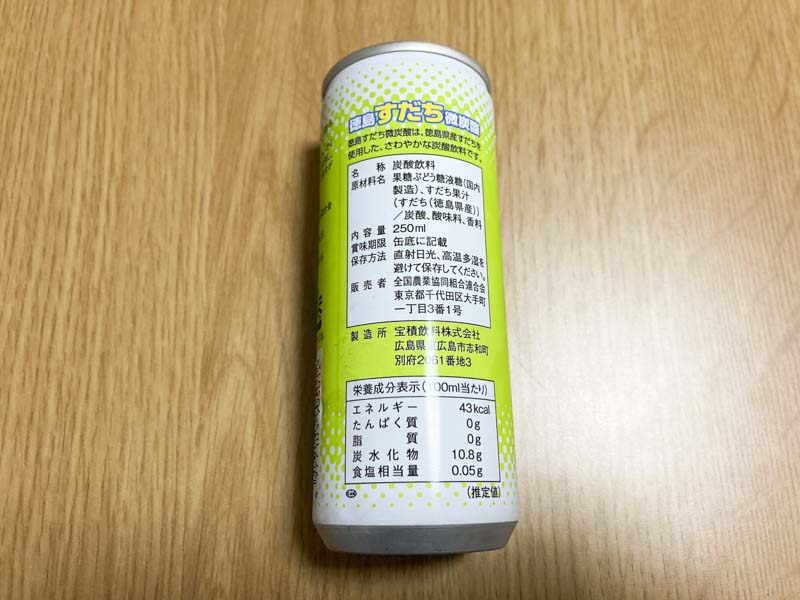 徳島すだち微炭酸
徳島すだち微炭酸は、徳島県産すだちを
使用した、さわやかな炭酸飲料です。
名称 炭酸飲料
原材料名 果糖ぶどう糖液糖(国内
製造)、すだち果汁
(すだち(徳島県産))
/炭酸、酸味料、香料
内容量 250ml
賞味期限 缶底に記載
保存方法 直射日光、高温多湿を
避けて保存してください。
販売者 全国農業協同組合連合会
東京都千代田区大手町
一丁目3番1号
製造所 宝積飲料株式会社
広島県東広島市志和町
別府2061番地3
栄養成分表示(100ml当たり)
エネルギー 43kcal
たんぱく質 0g
脂質 0g
炭水化物 10.8g
食塩相当量 0.05g
(推定値)